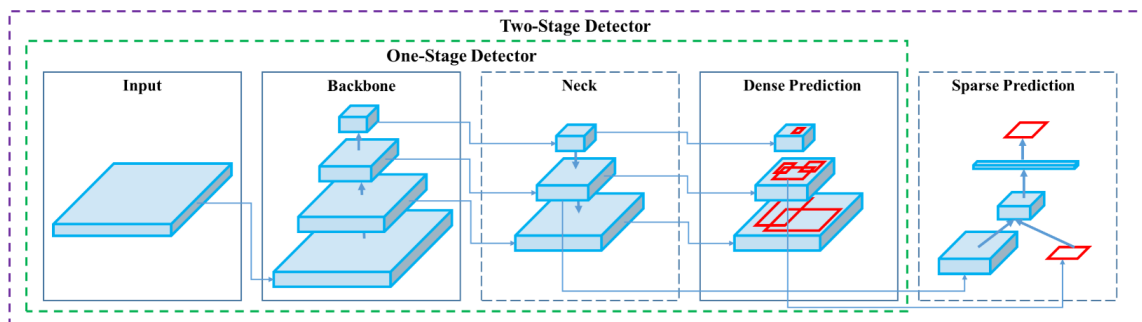 Two-Stage Detector
One-Stage Detector
Input
Backbone
Neck
Dense Prediction
Sparse Prediction